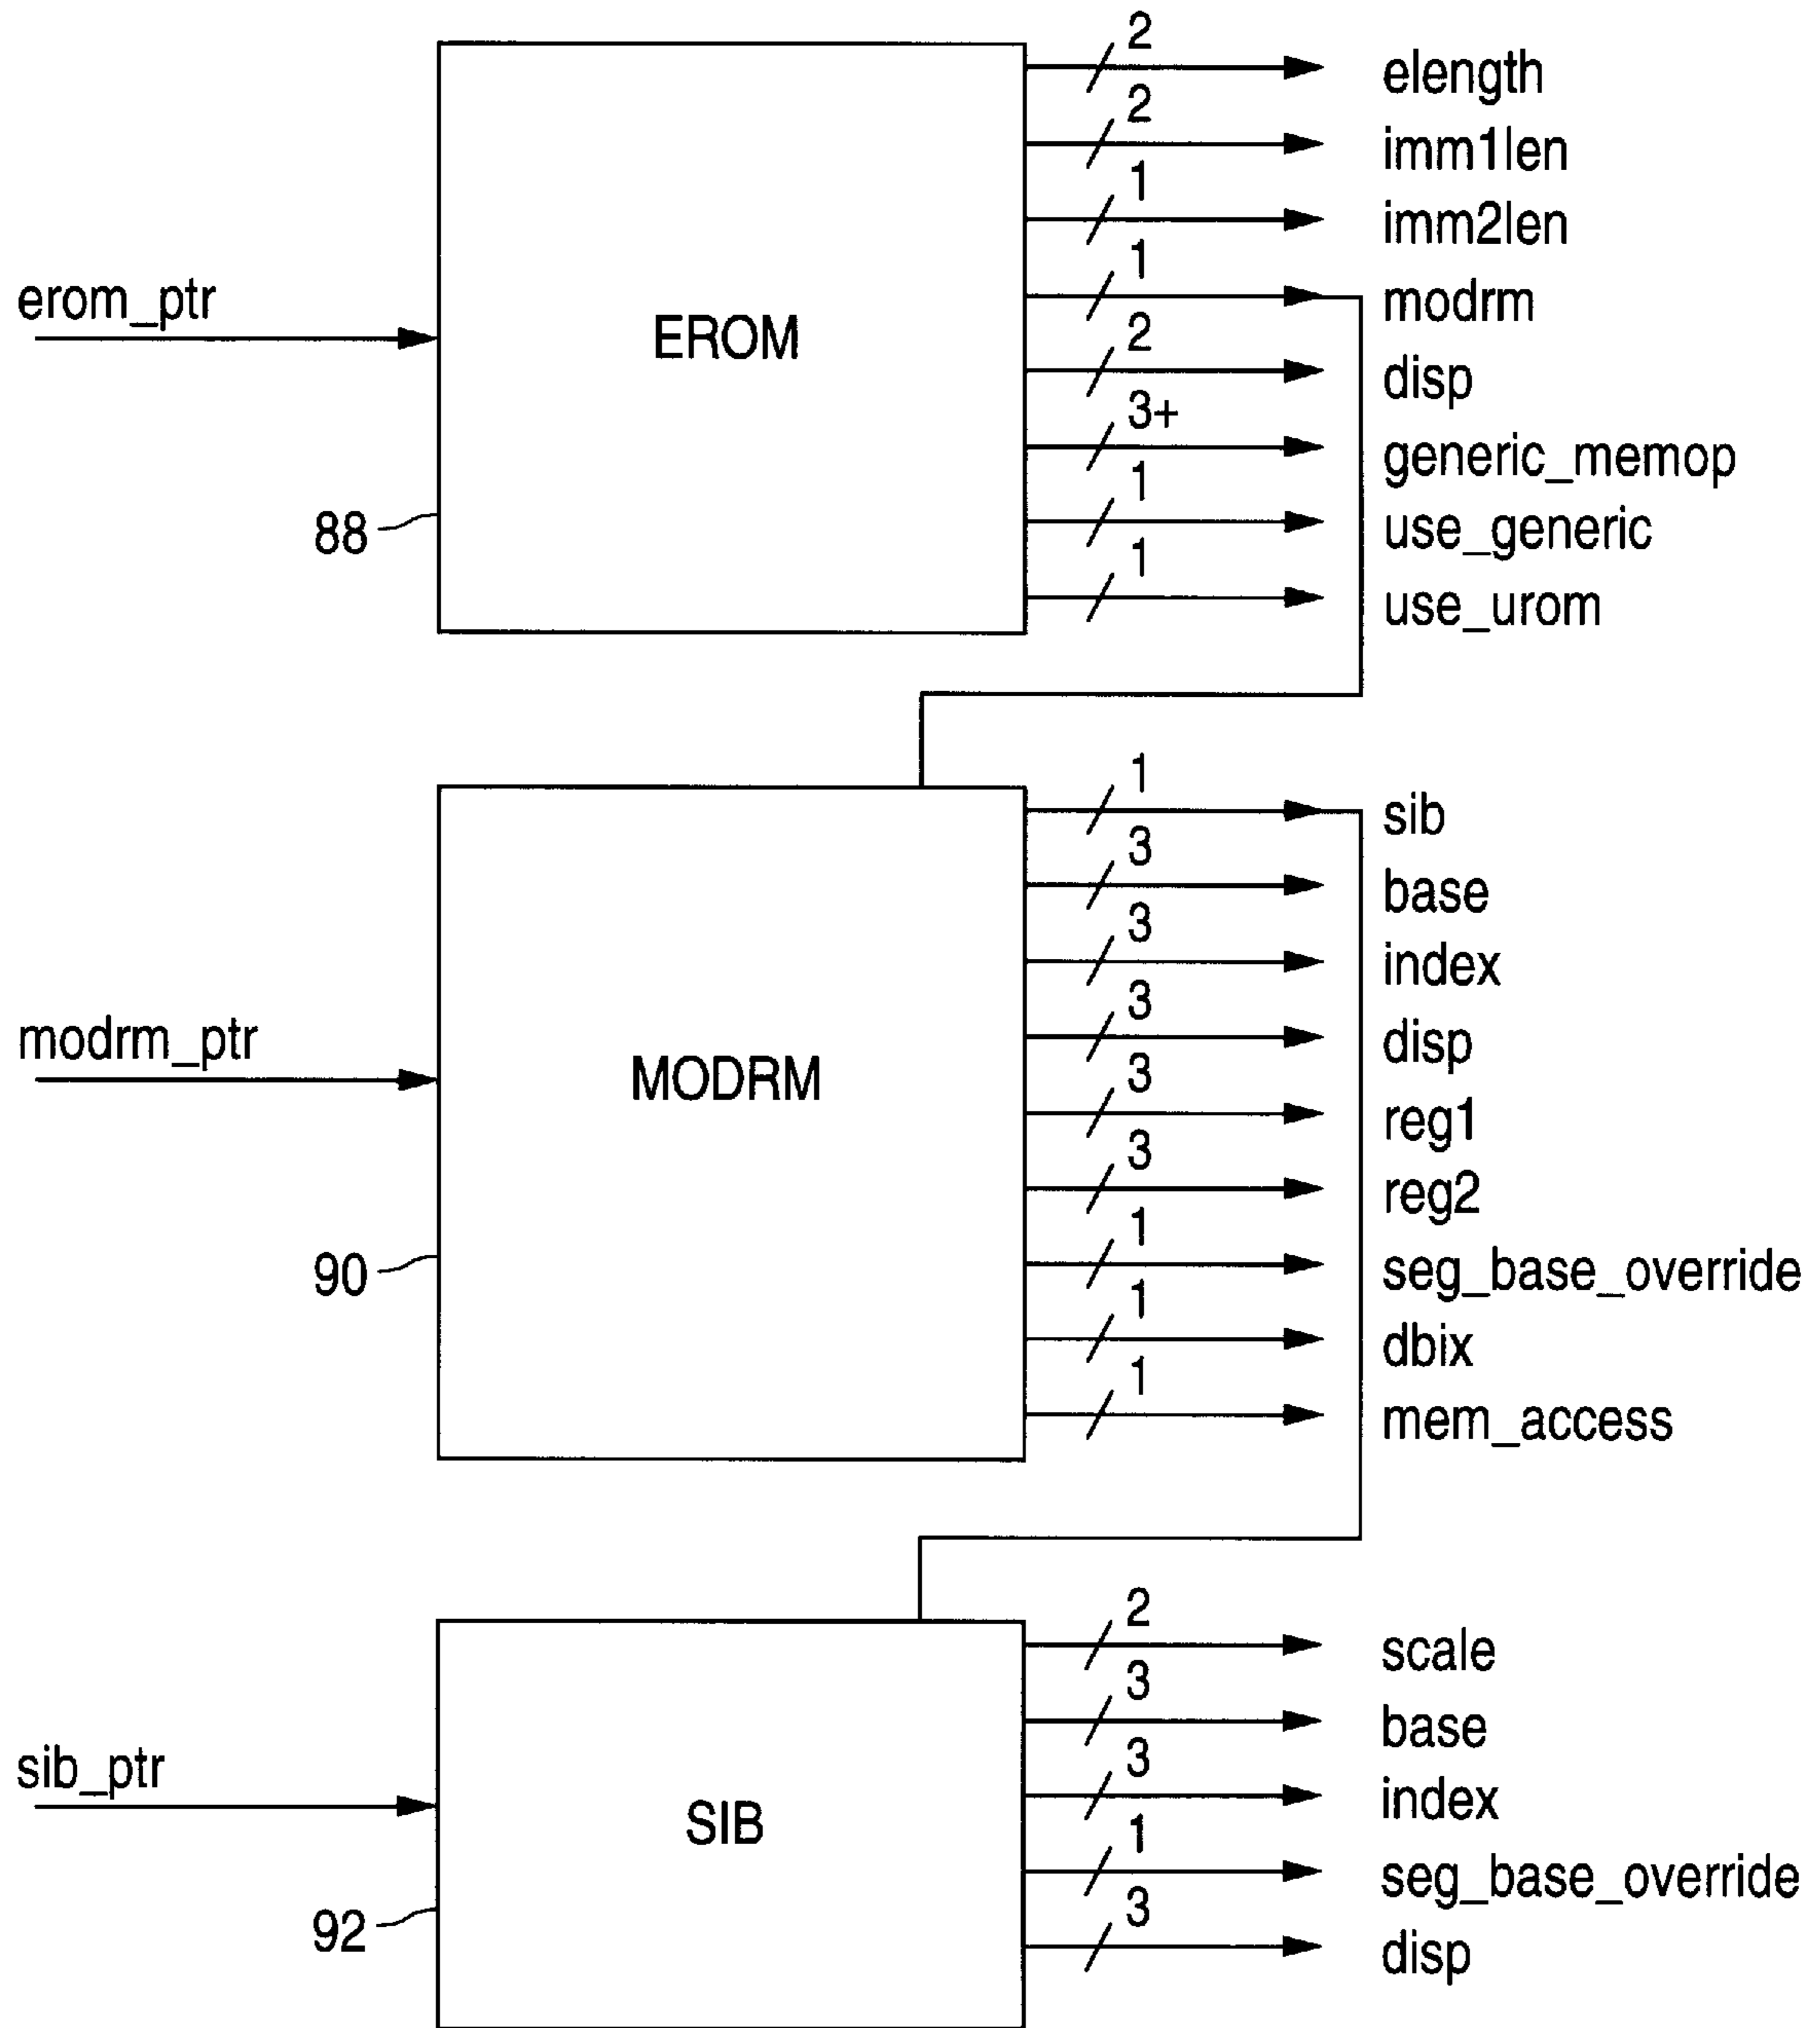 2
elength
2
imm1len
1
imm2len
1
modrm
erom_ptr
EROM
2
disp
3+
generic_memop
1
use_generic
88
1
use_urom
1
sib
3
base
3
index
3
disp
modrm_ptr
MODRM
3
reg1
3
reg2
1
seg_base_override
90
1
dbix
1
mem_access
2
scale
3
base
sib_ptr
SIB
3
index
1
seg_base_override
92
3
disp